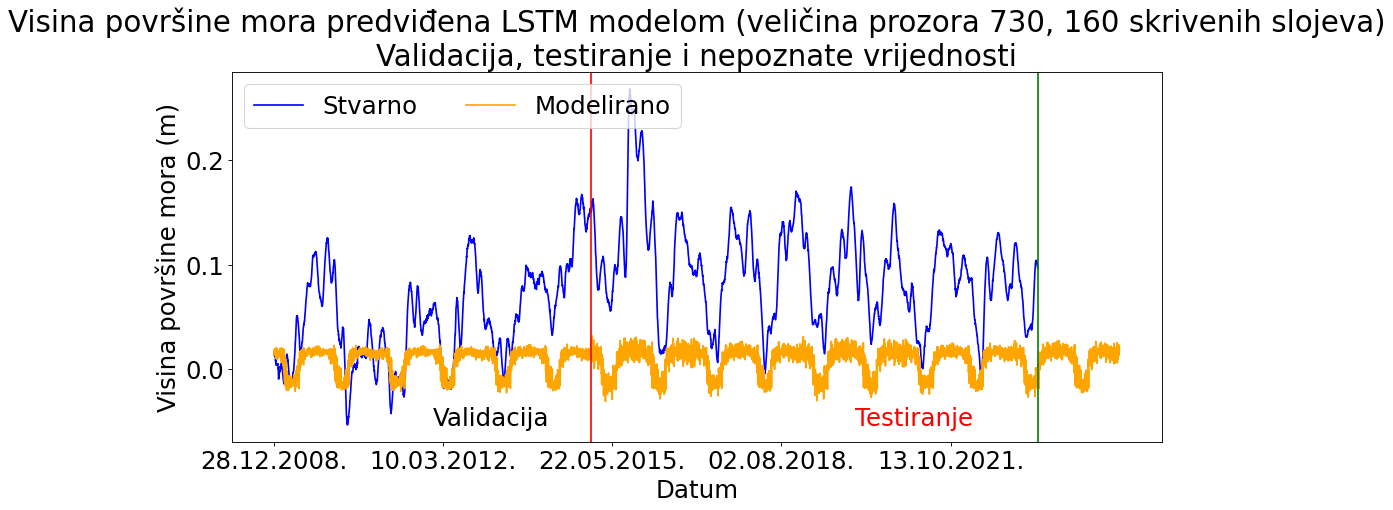 Visina površine mora predviđena LSTM modelom (veličina prozora 730, 160 skrivenih slojeva)
Validacija, testiranje i nepoznate vrijednosti
Stvarno
Modelirano
Visina površine mora (m)
0.2
0.1
0.0
Validacija
Testiranje
28.12.2008.
10.03.2012.
22.05.2015.
02.08.2018.
13.10.2021.
Datum